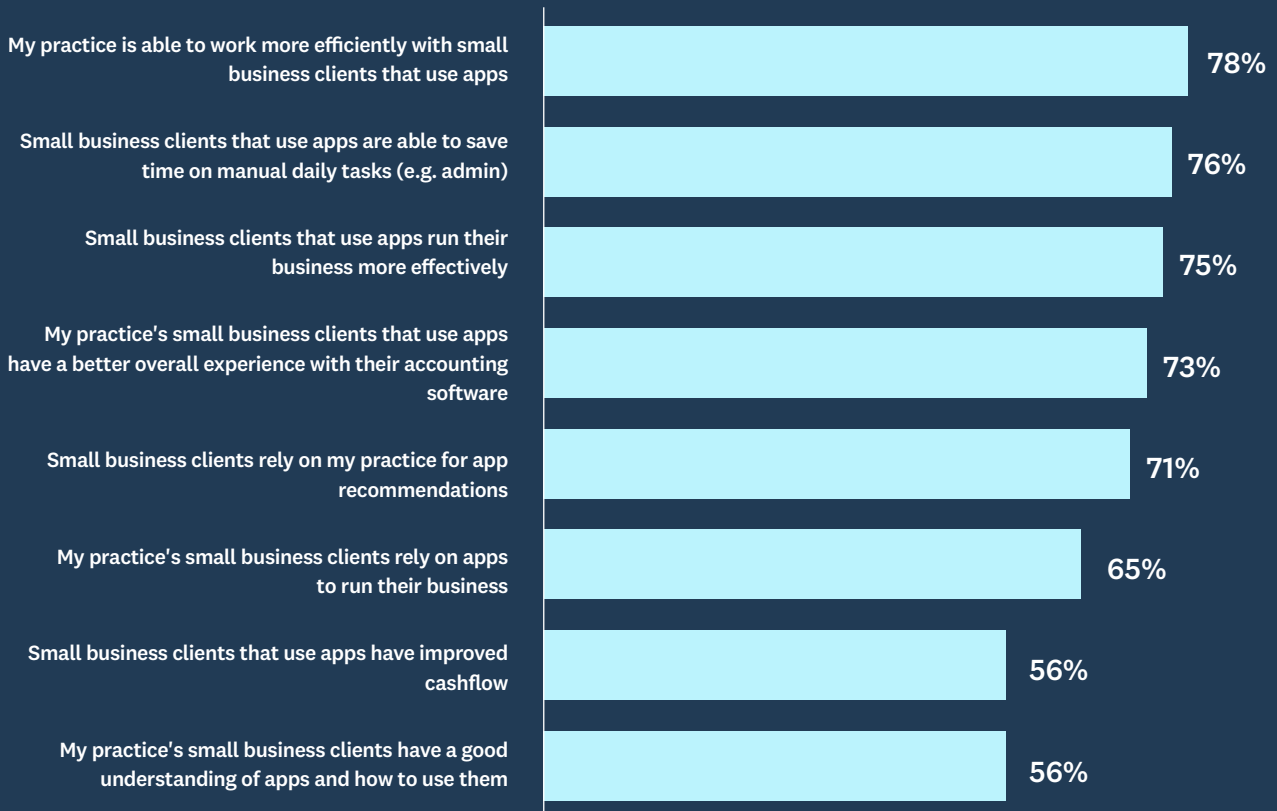 My practice is able to work more efficiently with small
business clients that use apps
78%
Small business clients that use apps are able to save
time on manual daily tasks (e.g. admin)
76%
Small business clients that use apps run their
business more effectively
75%
My practice's small business clients that use apps
have a better overall experience with their accounting
software
73%
Small business clients rely on my practice for app
recommendations
71%
My practice's small business clients rely on apps
to run their business
65%
Small business clients that use apps have improved
cashflow
56%
My practice's small business clients have a good
understanding of apps and how to use them
56%